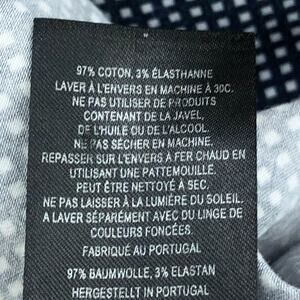 97% COTON, 3% ÉLASTHANNE
LAVER À L'ENVERS EN MACHINE À 30C.
NE PAS UTILISER DE PRODUITS
CONTENANT DE LA JAVEL,
DE L'HUILE OU DE L'ALCOOL.
NE PAS SÉCHER EN MACHINE,
REPASSER SUR L'ENVERS À FER CHAUD EN
UTILISANT UNE PATTEMOUILLE.
PEUT ÊTRE NETTOYÉ À SEC.
NE PAS LAISSER À LA LUMIÈRE DU SOLEIL.
A LAVER SÉPARÉMENT AVEC DU LINGE DE
COULEURS FONCÉES.
FABRIQUÉ AU PORTUGAL
97% BAUMWOLLE, 3% ELASTAN
HERGESTELLT IN PORTUGAL